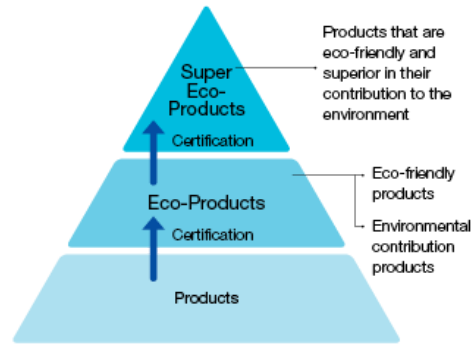 Super
Eco-
Products
Certification
Eco-Products
Certification
Products
Products that are
eco-friendly and
superior in their
contribution to the
environment
Eco-friendly
products
Environmental
contribution
products